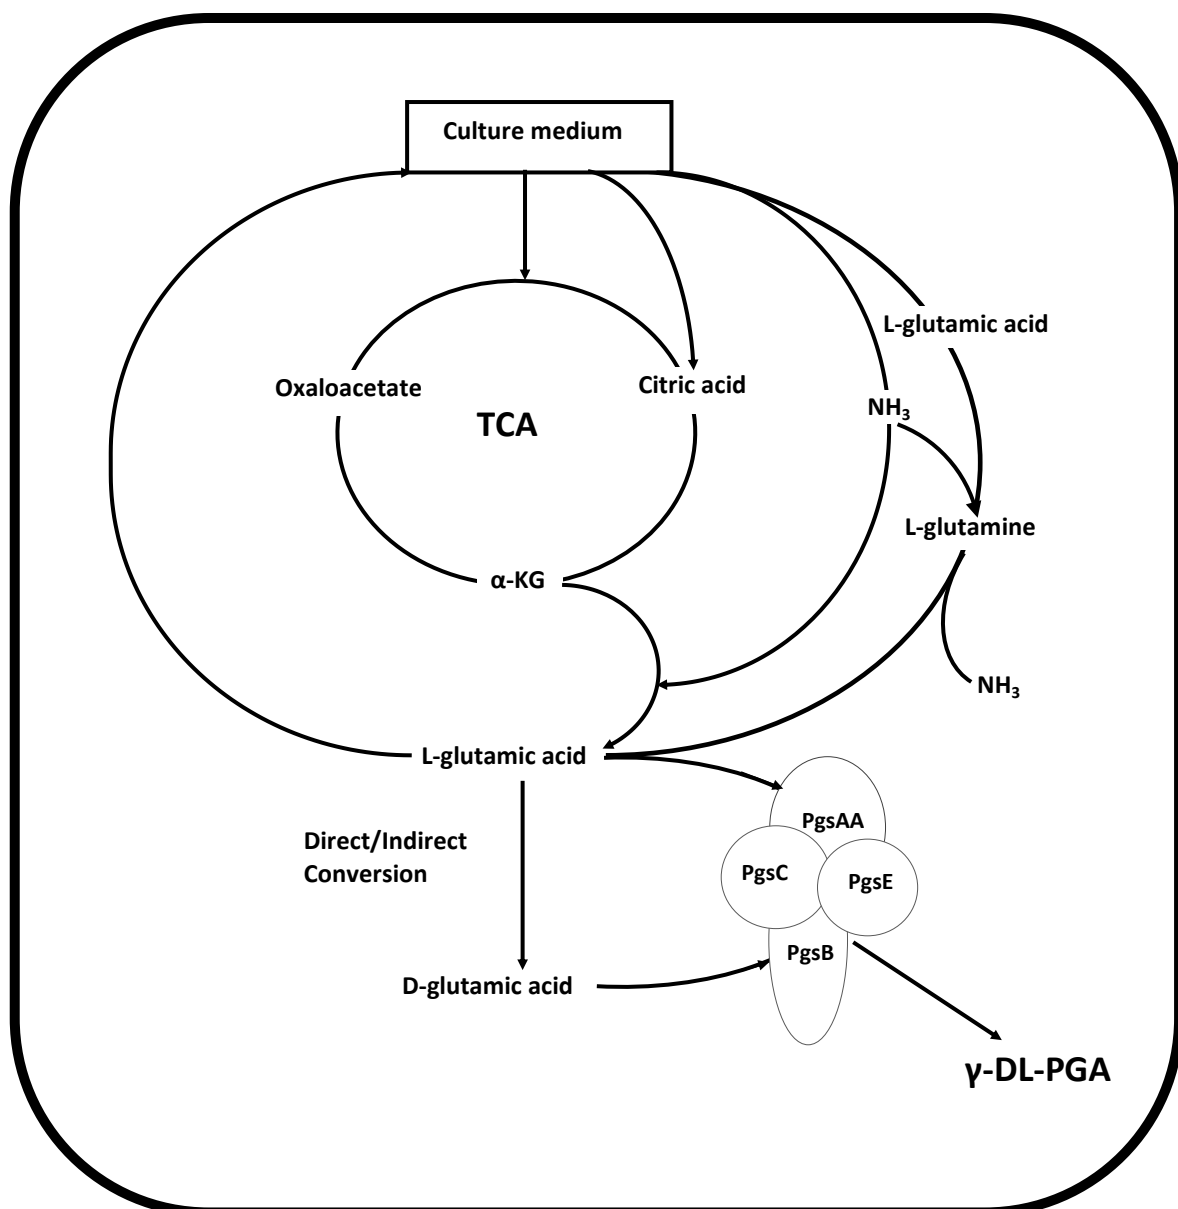 Culture medium
L-glutamic acid
Oxaloacetate
Citric acid
NH₃
TCA
L-glutamine
α-KG
NH₃
L-glutamic acid
PgsAA
Direct/Indirect
Conversion
PgsC
PgsE
PgsB
D-glutamic acid
γ-DL-PGA